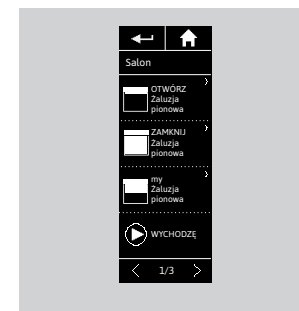 Salon
OTWÓRZ
Żaluzja
pionowa
ZAMKNIJ
Żaluzja
pionowa
my
Żaluzja
pionowa
WYCHODZĘ
1/3